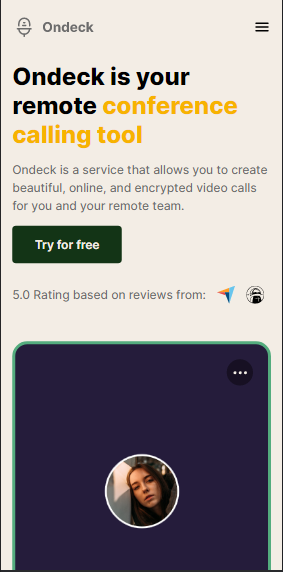 Ondeck
Ondeck is your
remote conference
calling tool
Ondeck is a service that allows you to create
beautiful, online, and encrypted video calls
for you and your remote team.
Try for free
5.0 Rating based on reviews from: